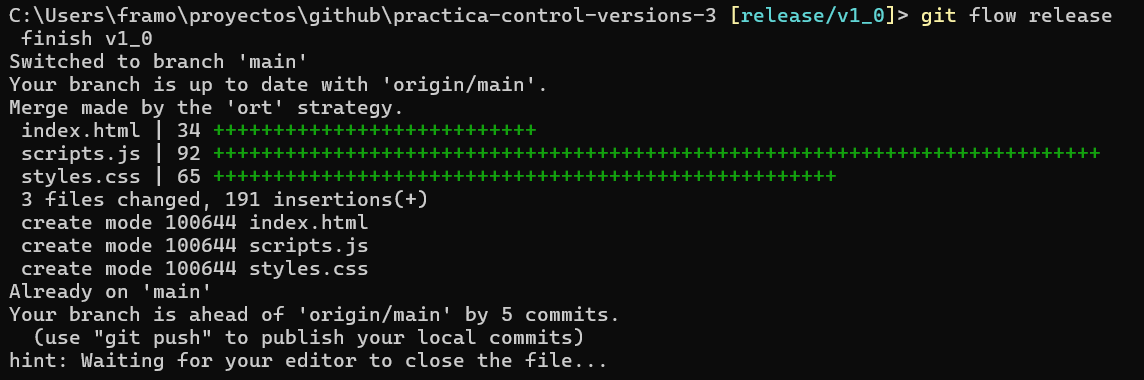 C:\Users\framo\proyectos\github\practica-control-versions-3 [release/v1_0]> git flow release
finish v1_0
Switched to branch 'main'
Your branch is up to date with 'origin/main'.
Merge made by the 'ort' strategy.
index.html | 34 +++++++++++++++++++++++++++
scripts.js | 92 ++++++++++++++++++++++++++++++++++++++++++++++++++++++++++++++++++++++++++
styles.css | 65 ++++++++++++++++++++++++++++++++++++++++++++++++++++
3 files changed, 191 insertions(+)
create mode 100644 index.html
create mode 100644 scripts.js
create mode 100644 styles.css
Already on 'main'
Your branch is ahead of 'origin/main' by 5 commits.
(use "git push" to publish your local commits)
hint: Waiting for your editor to close the file...